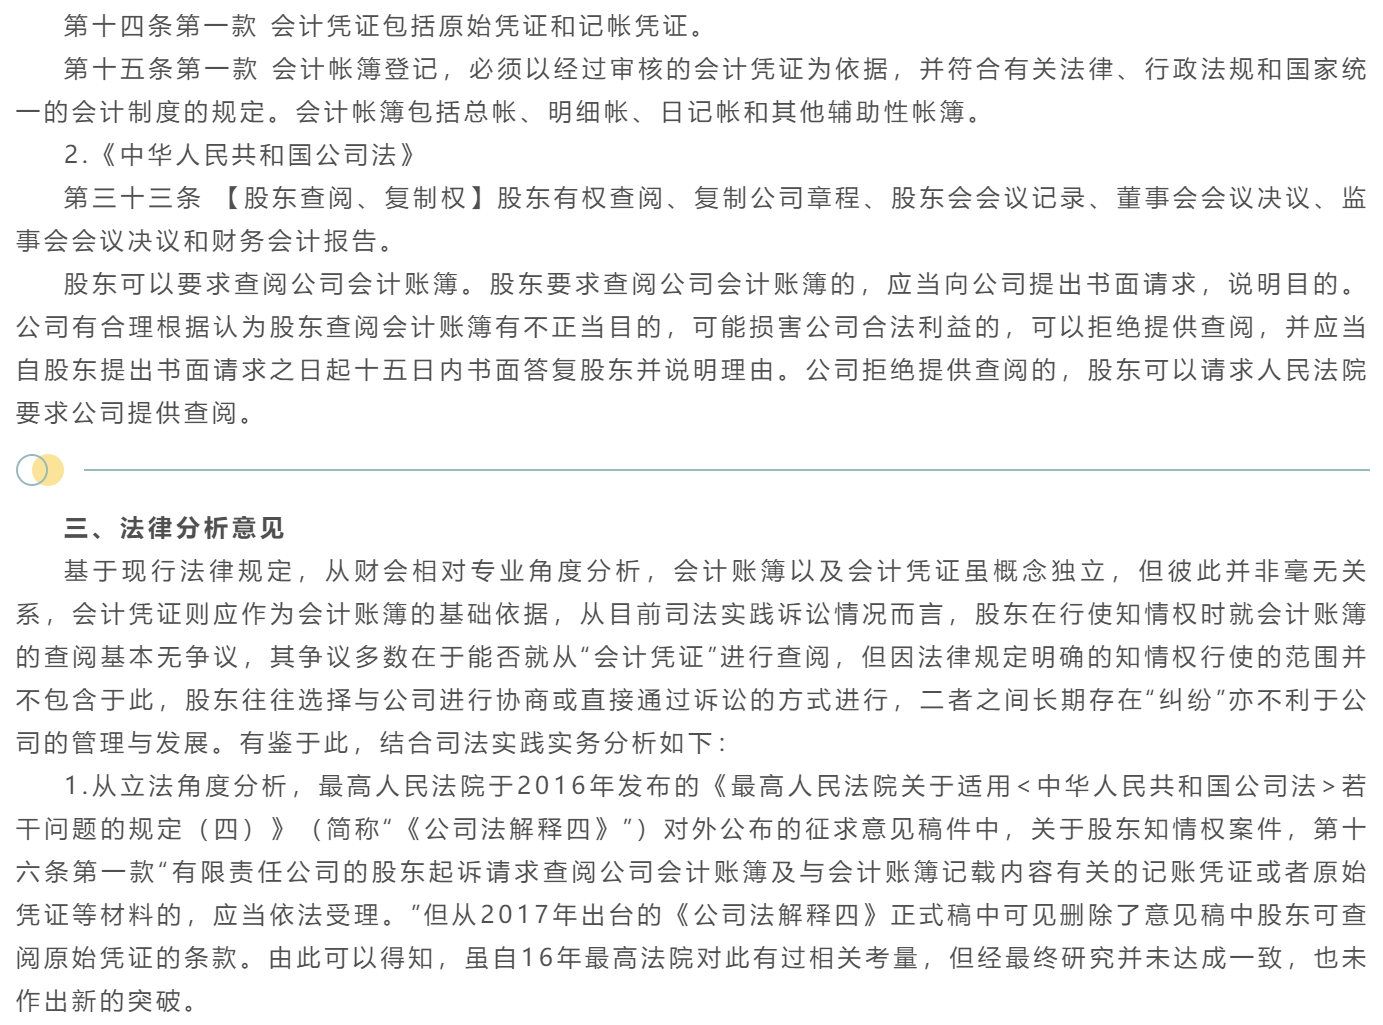 第十四条第一款 会计凭证包括原始凭证和记帐凭证。
第十五条第一款 会计帐簿登记，必须以经过审核的会计凭证为依据，并符合有关法律、行政法规和国家统
一的会计制度的规定。会计帐簿包括总帐、明细帐、日记帐和其他辅助性帐簿。
2.《中华人民共和国公司法》
第三十三条 【股东查阅、复制权】股东有权查阅、复制公司章程、股东会会议记录、董事会会议决议、监
事会会议决议和财务会计报告。
股东可以要求查阅公司会计账簿。股东要求查阅公司会计账簿的，应当向公司提出书面请求，说明目的。
公司有合理根据认为股东查阅会计账簿有不正当目的，可能损害公司合法利益的，可以拒绝提供查阅，并应当
自股东提出书面请求之日起十五日内书面答复股东并说明理由。公司拒绝提供查阅的，股东可以请求人民法院
要求公司提供查阅。
三、法律分析意见
基于现行法律规定，从财会相对专业角度分析，会计账簿以及会计凭证虽概念独立，但彼此并非毫无关
系，会计凭证则应作为会计账簿的基础依据，从目前司法实践诉讼情况而言，股东在行使知情权时就会计账簿
的查阅基本无争议，其争议多数在于能否就从“会计凭证”进行查阅，但因法律规定明确的知情权行使的范围并
不包含于此，股东往往选择与公司进行协商或直接通过诉讼的方式进行，二者之间长期存在“纠纷”亦不利于公
司的管理与发展。有鉴于此，结合司法实践实务分析如下：
1.从立法角度分析，最高人民法院于2016年发布的《最高人民法院关于适用<中华人民共和国公司法>若
干问题的规定（四）》（简称“《公司法解释四》”）对外公布的征求意见稿件中，关于股东知情权案件，第十
六条第一款“有限责任公司的股东起诉请求查阅公司会计账簿及与会计账簿记载内容有关的记账凭证或者原始
凭证等材料的，应当依法受理。”但从2017年出台的《公司法解释四》正式稿中可见删除了意见稿中股东可查
阅原始凭证的条款。由此可以得知，虽自16年最高法院对此有过相关考量，但经最终研究并未达成一致，也未
作出新的突破。